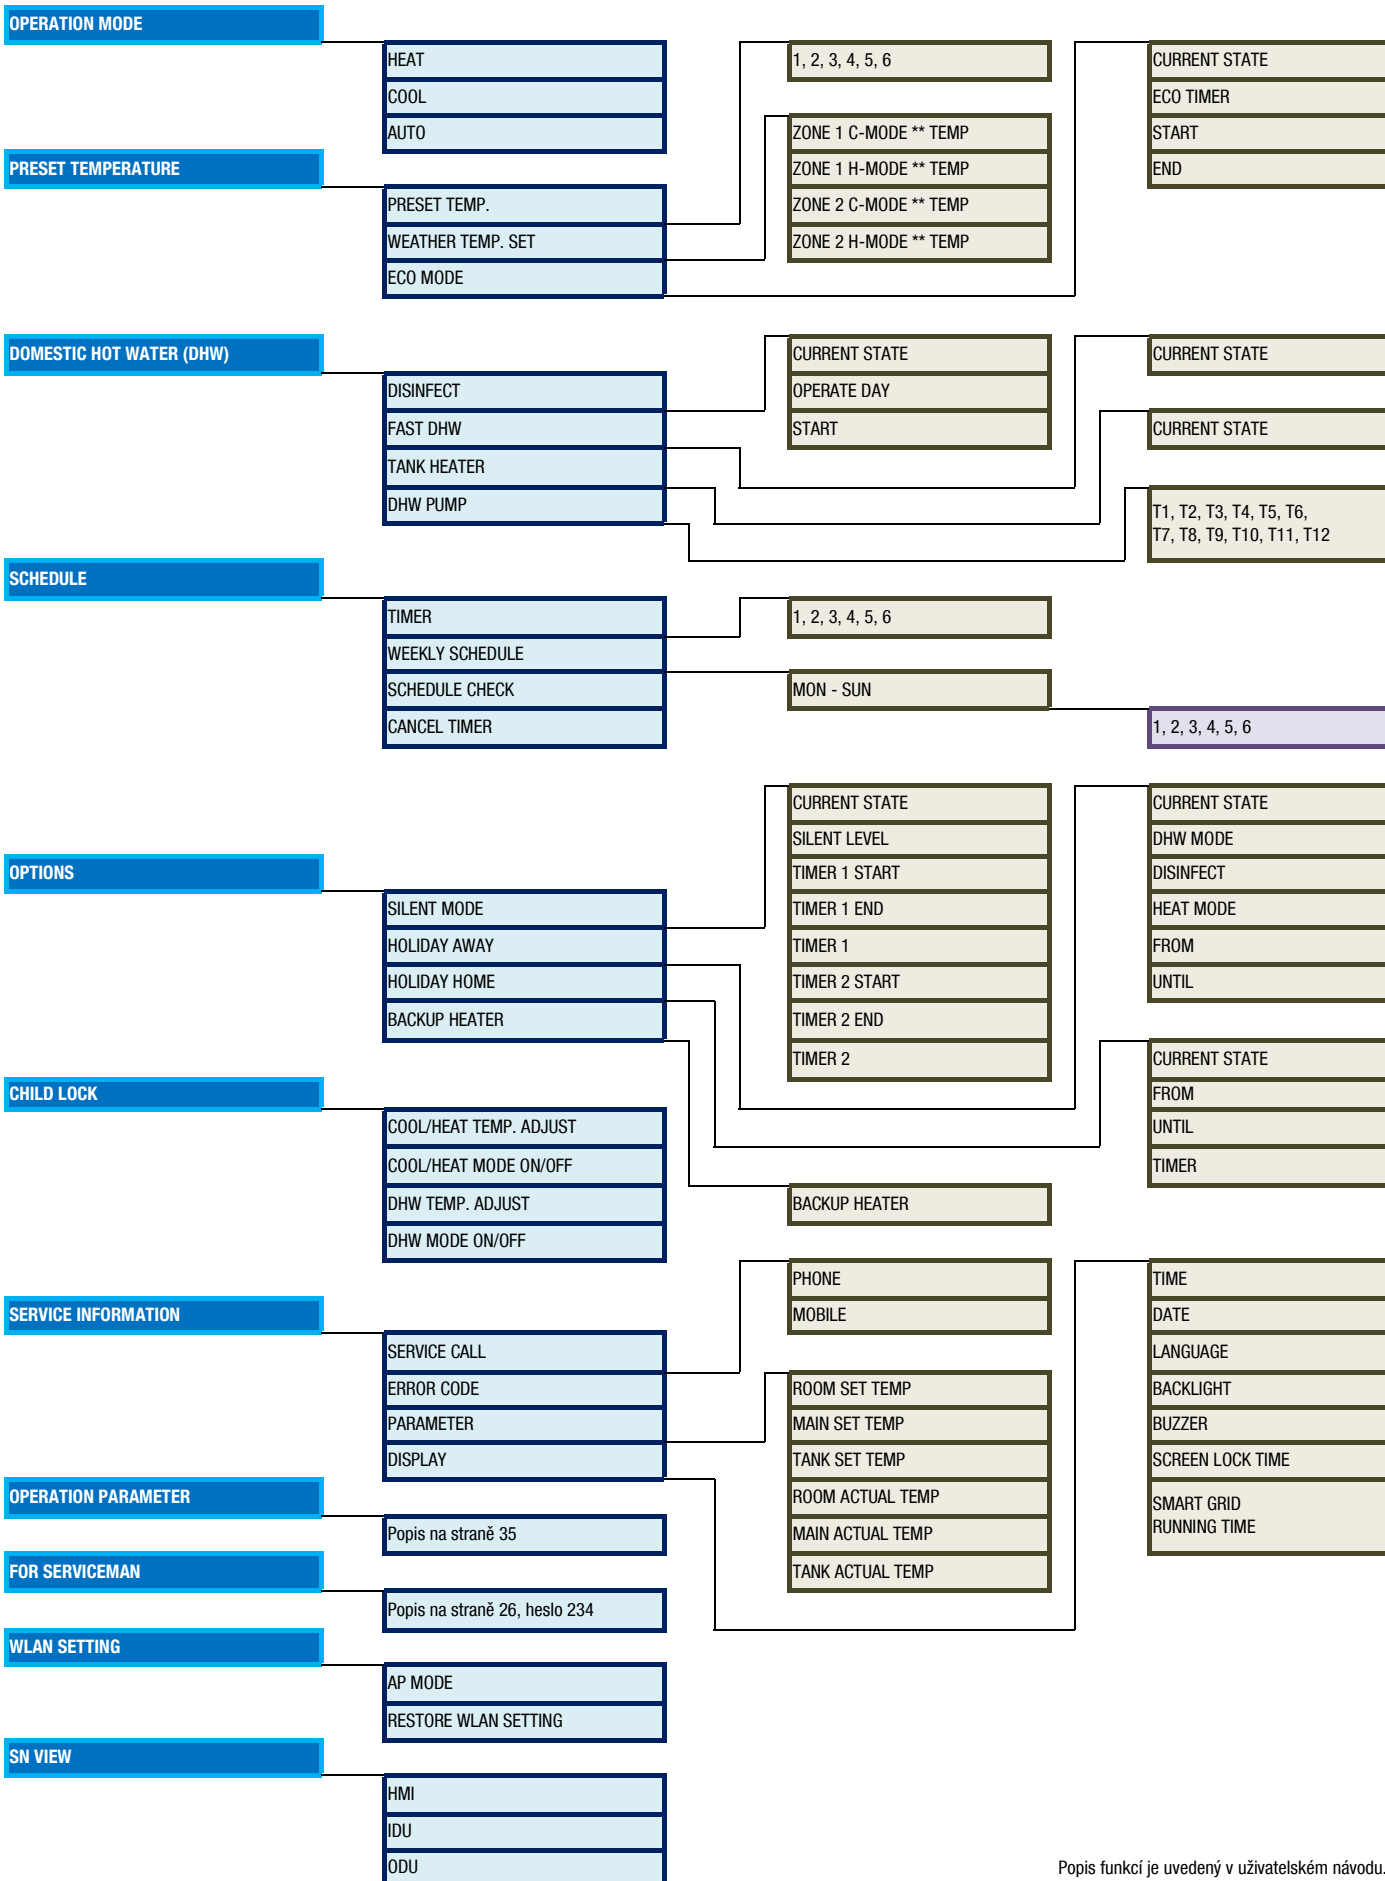 OPERATION MODE
HEAT
COOL
AUTO
1, 2, 3, 4, 5, 6
ZONE 1 C-MODE ** TEMP
ZONE 1 H-MODE ** TEMP
ZONE 2 C-MODE ** TEMP
ZONE 2 H-MODE ** TEMP
CURRENT STATE
ECO TIMER
START
END
PRESET TEMPERATURE
PRESET TEMP.
WEATHER TEMP. SET
ECO MODE
DOMESTIC HOT WATER (DHW)
DISINFECT
FAST DHW
TANK HEATER
DHW PUMP
CURRENT STATE
OPERATE DAY
START
CURRENT STATE
CURRENT STATE
T1, T2, T3, T4, T5, T6,
T7, T8, T9, T10, T11, T12
SCHEDULE
TIMER
WEEKLY SCHEDULE
SCHEDULE CHECK
CANCEL TIMER
1, 2, 3, 4, 5, 6
MON - SUN
1, 2, 3, 4, 5, 6
OPTIONS
SILENT MODE
HOLIDAY AWAY
HOLIDAY HOME
BACKUP HEATER
CURRENT STATE
SILENT LEVEL
TIMER 1 START
TIMER 1 END
TIMER 1
TIMER 2 START
TIMER 2 END
TIMER 2
CURRENT STATE
DHW MODE
DISINFECT
HEAT MODE
FROM
UNTIL
CURRENT STATE
FROM
UNTIL
TIMER
BACKUP HEATER
CHILD LOCK
COOL/HEAT TEMP. ADJUST
COOL/HEAT MODE ON/OFF
DHW TEMP. ADJUST
DHW MODE ON/OFF
SERVICE INFORMATION
SERVICE CALL
ERROR CODE
PARAMETER
DISPLAY
PHONE
MOBILE
ROOM SET TEMP
MAIN SET TEMP
TANK SET TEMP
ROOM ACTUAL TEMP
MAIN ACTUAL TEMP
TANK ACTUAL TEMP
TIME
DATE
LANGUAGE
BACKLIGHT
BUZZER
SCREEN LOCK TIME
SMART GRID
RUNNING TIME
OPERATION PARAMETER
Popis na straně 35
FOR SERVICEMAN
Popis na straně 26, heslo 234
WLAN SETTING
AP MODE
RESTORE WLAN SETTING
SN VIEW
HMI
IDU
ODU
Popis funkcí je uvedený v uživatelském návodu.